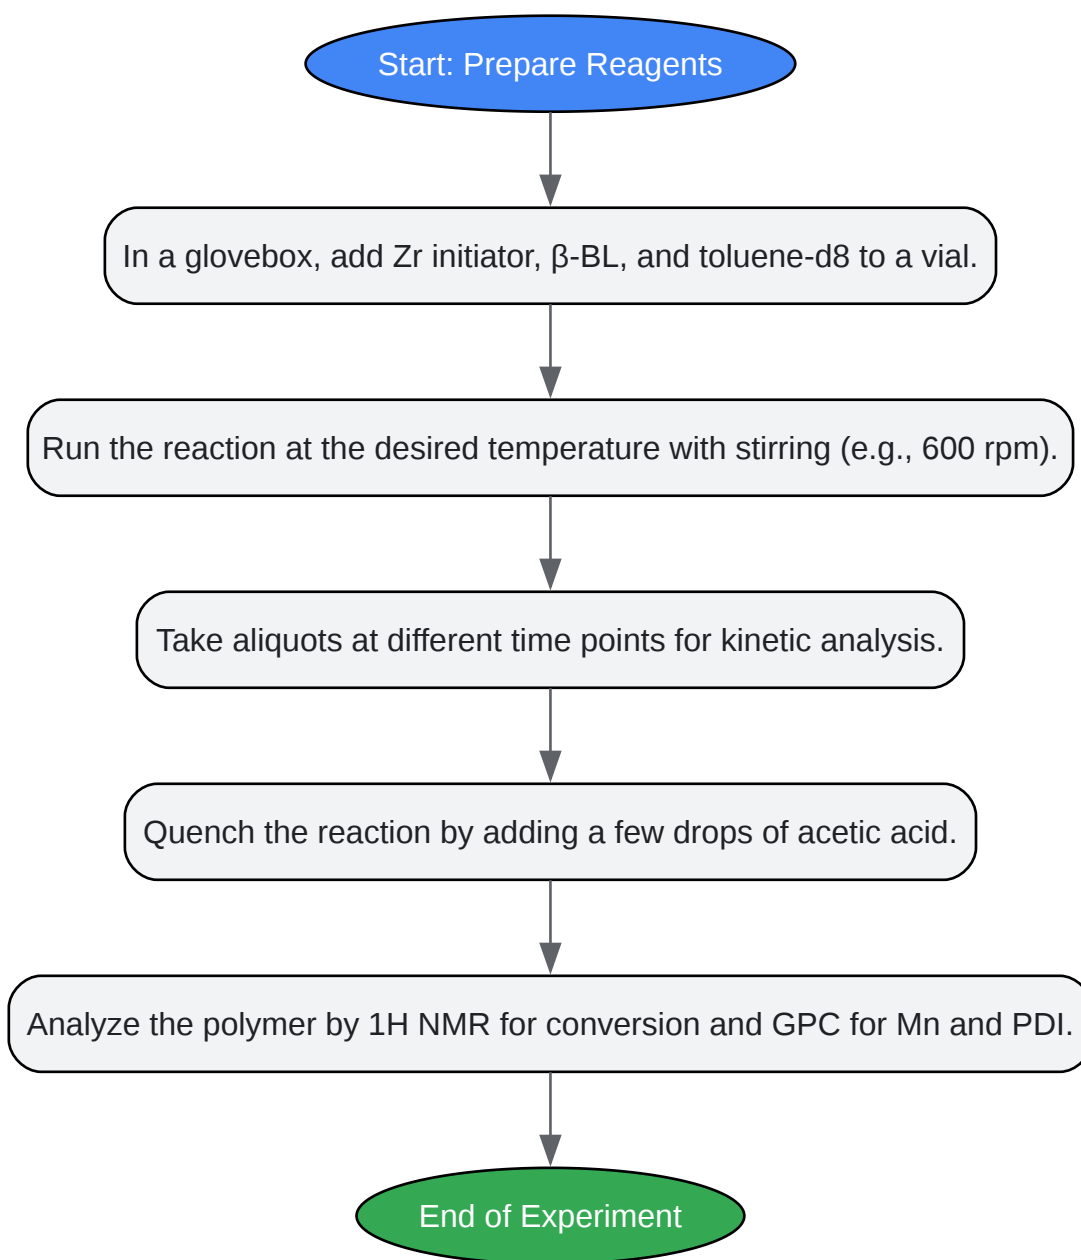 Start: Prepare Reagents
In a glovebox, add Zr initiator, β-BL, and toluene-d8 to a vial.
Run the reaction at the desired temperature with stirring (e.g., 600 rpm).
Take aliquots at different time points for kinetic analysis.
Quench the reaction by adding a few drops of acetic acid.
Analyze the polymer by 1H NMR for conversion and GPC for Mn and PDI.
End of Experiment